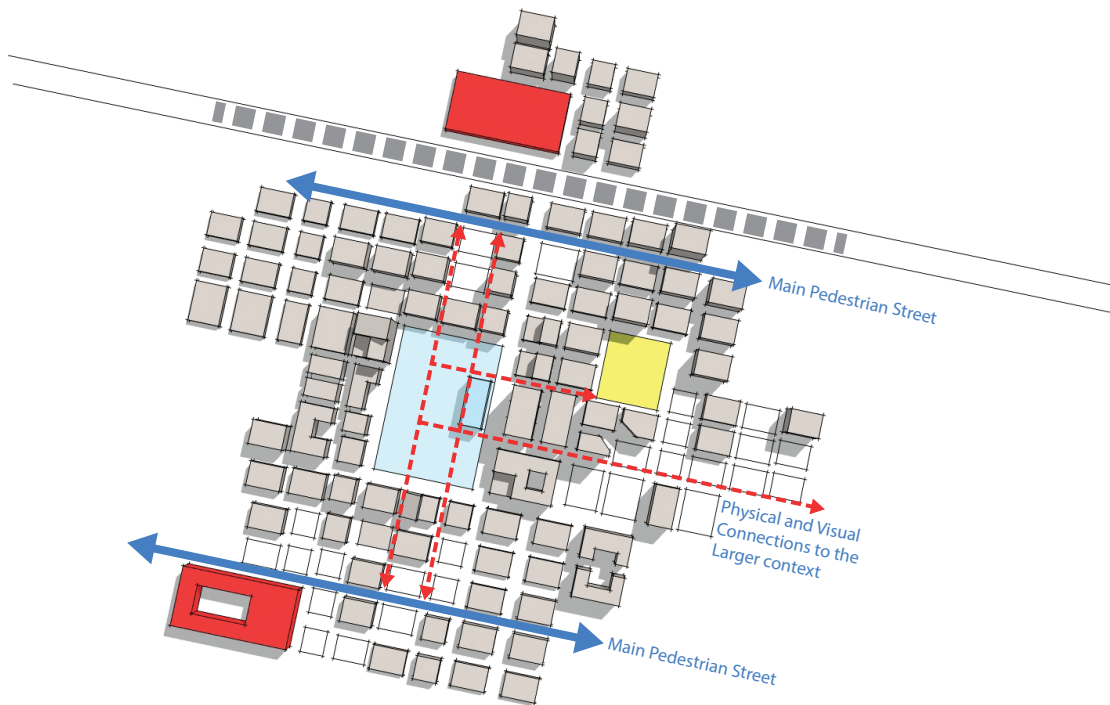 Main Pedestrian Street
Physical and Visual
Connections to the
Larger context
Main Pedestrian Street